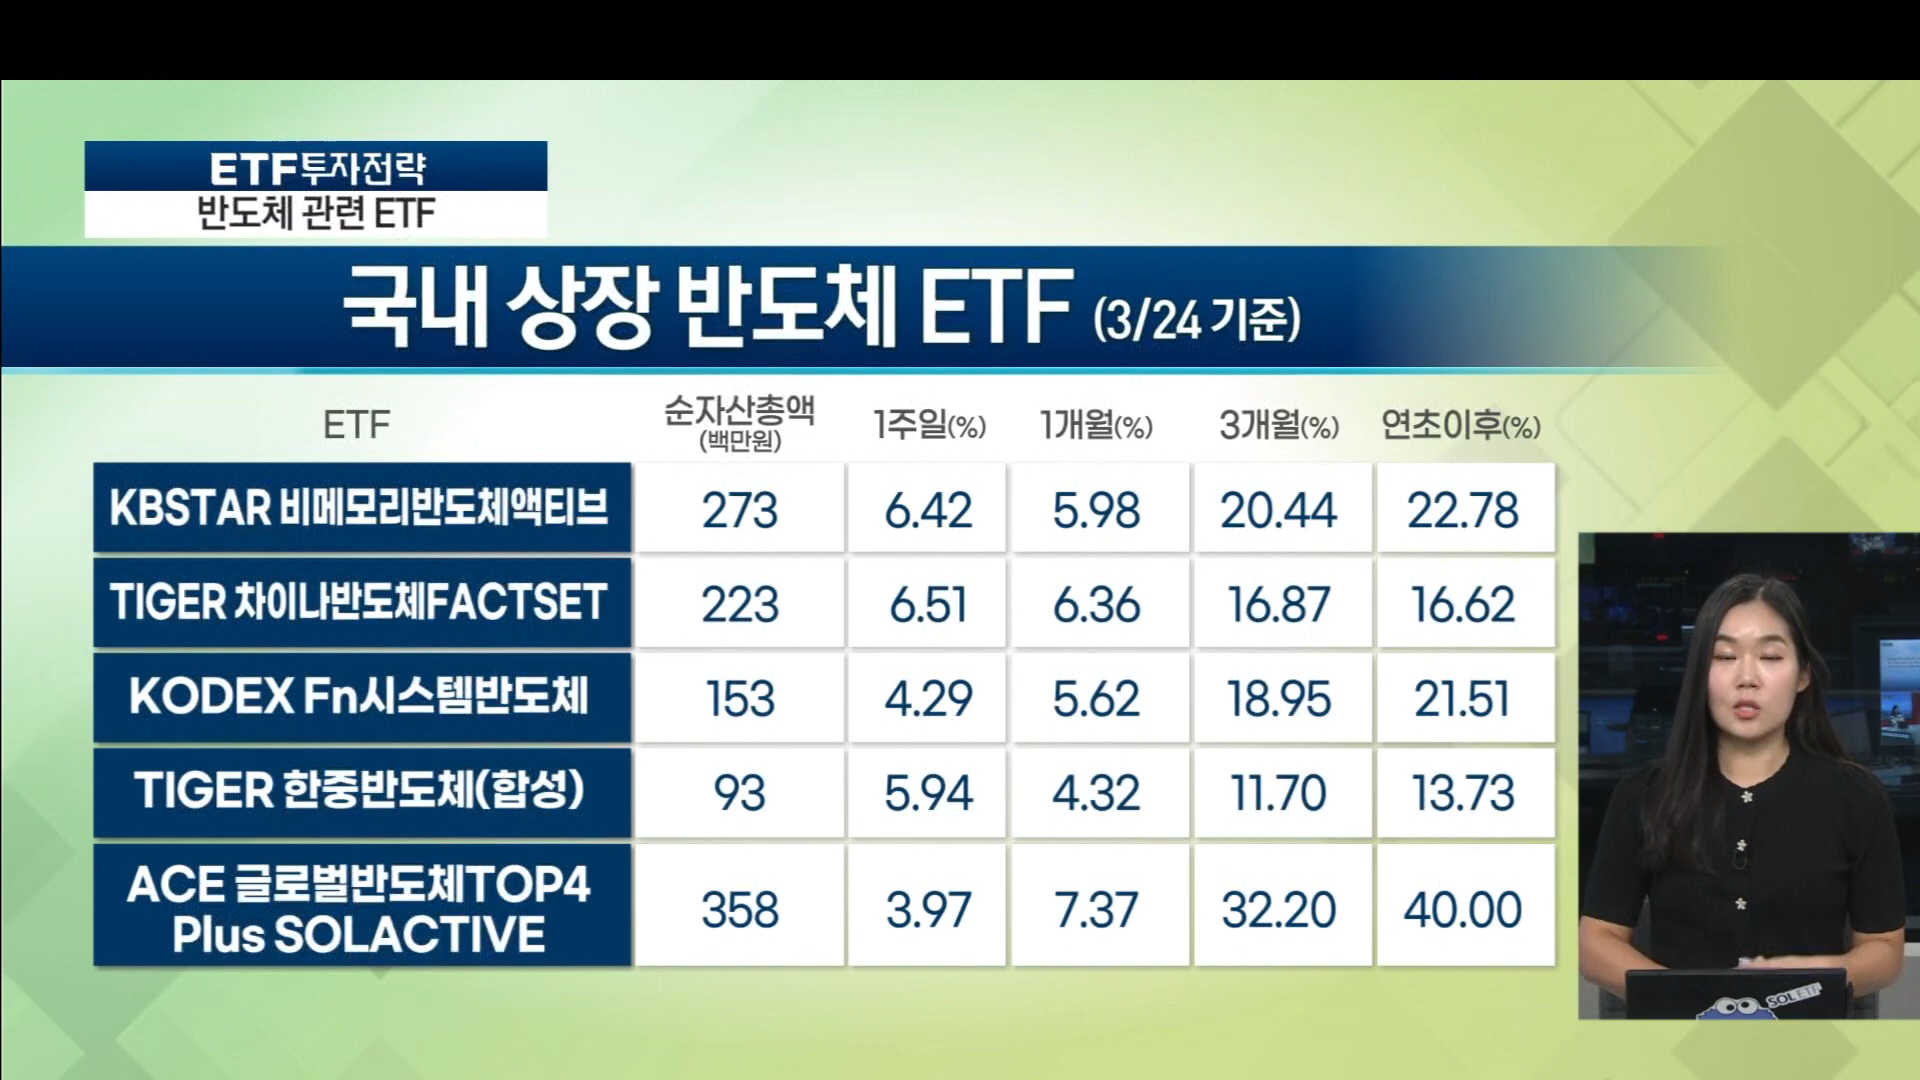 ETF투자전략
반도체 관련 ETF
국내 상장 반도체 ETF (3/24 기준)
ETF 순자산총액(백만원) 1주일(%) 1개월(%) 3개월(%) 연초이후(%)
KBSTAR 비메모리반도체액티브 273 6.42 5.98 20.44 22.78
TIGER 차이나반도체FACTSET 223 6.51 6.36 16.87 16.62
KODEX Fn시스템반도체 153 4.29 5.62 18.95 21.51
TIGER 한중반도체(합성) 93 5.94 4.32 11.70 13.73
ACE 글로벌반도체TOP4
Plus SOLACTIVE 358 3.97 7.37 32.20 40.00
SOL ETF